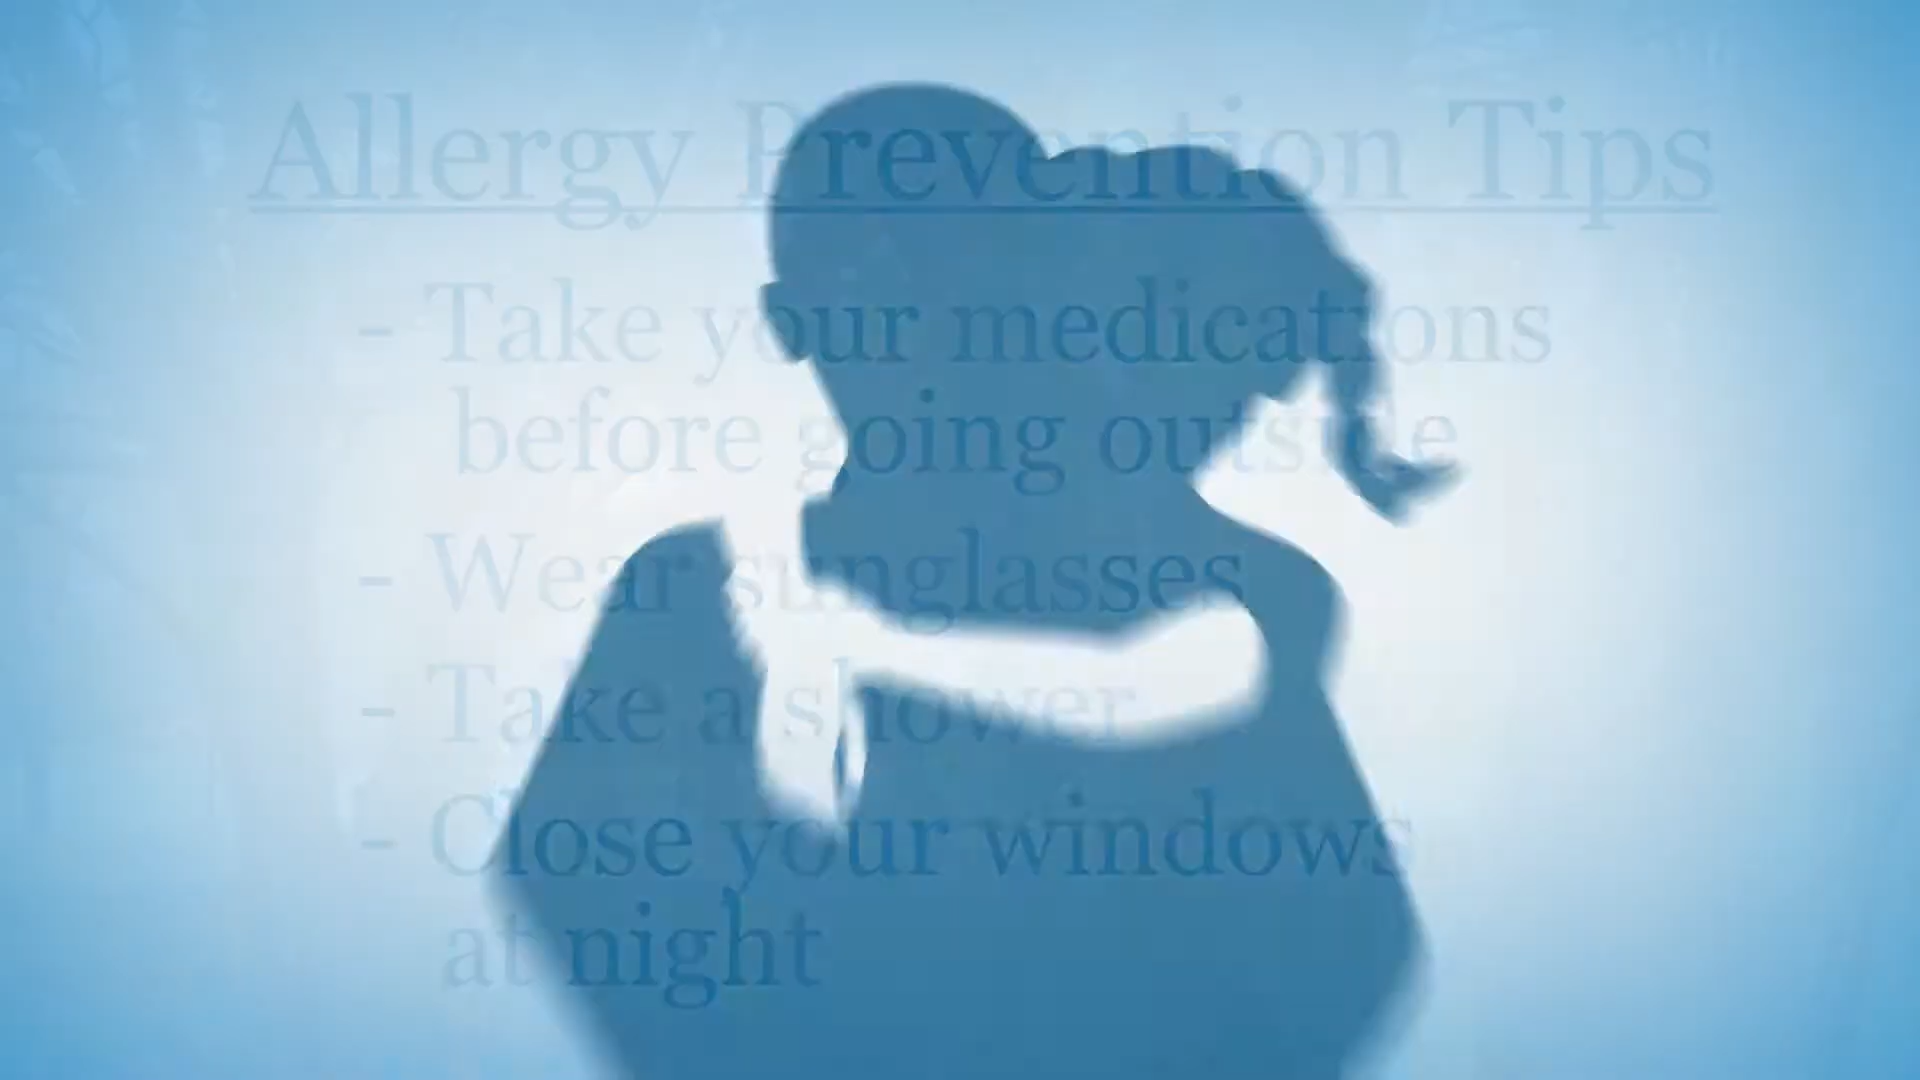 Allergy Prevention Tips
- Take your medications
before going outside
- Wear sunglasses
- Take a shower
- Close your windows
at night